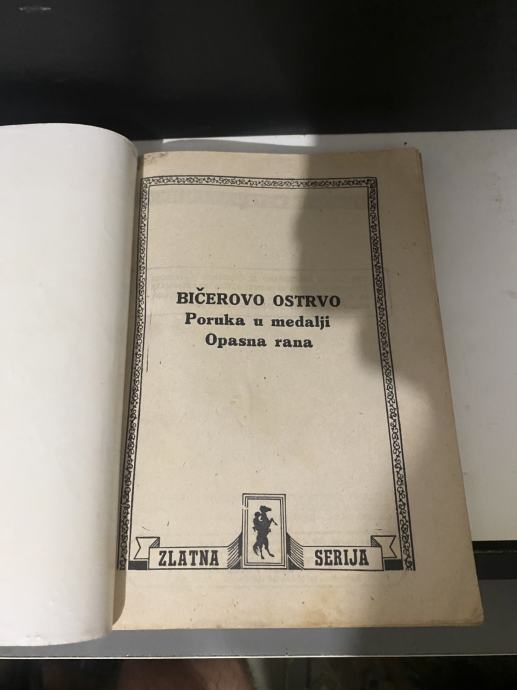 BIČEROVO OSTRVO
Poruka u medalji
Opasna rana
ZLATNA SERIJA